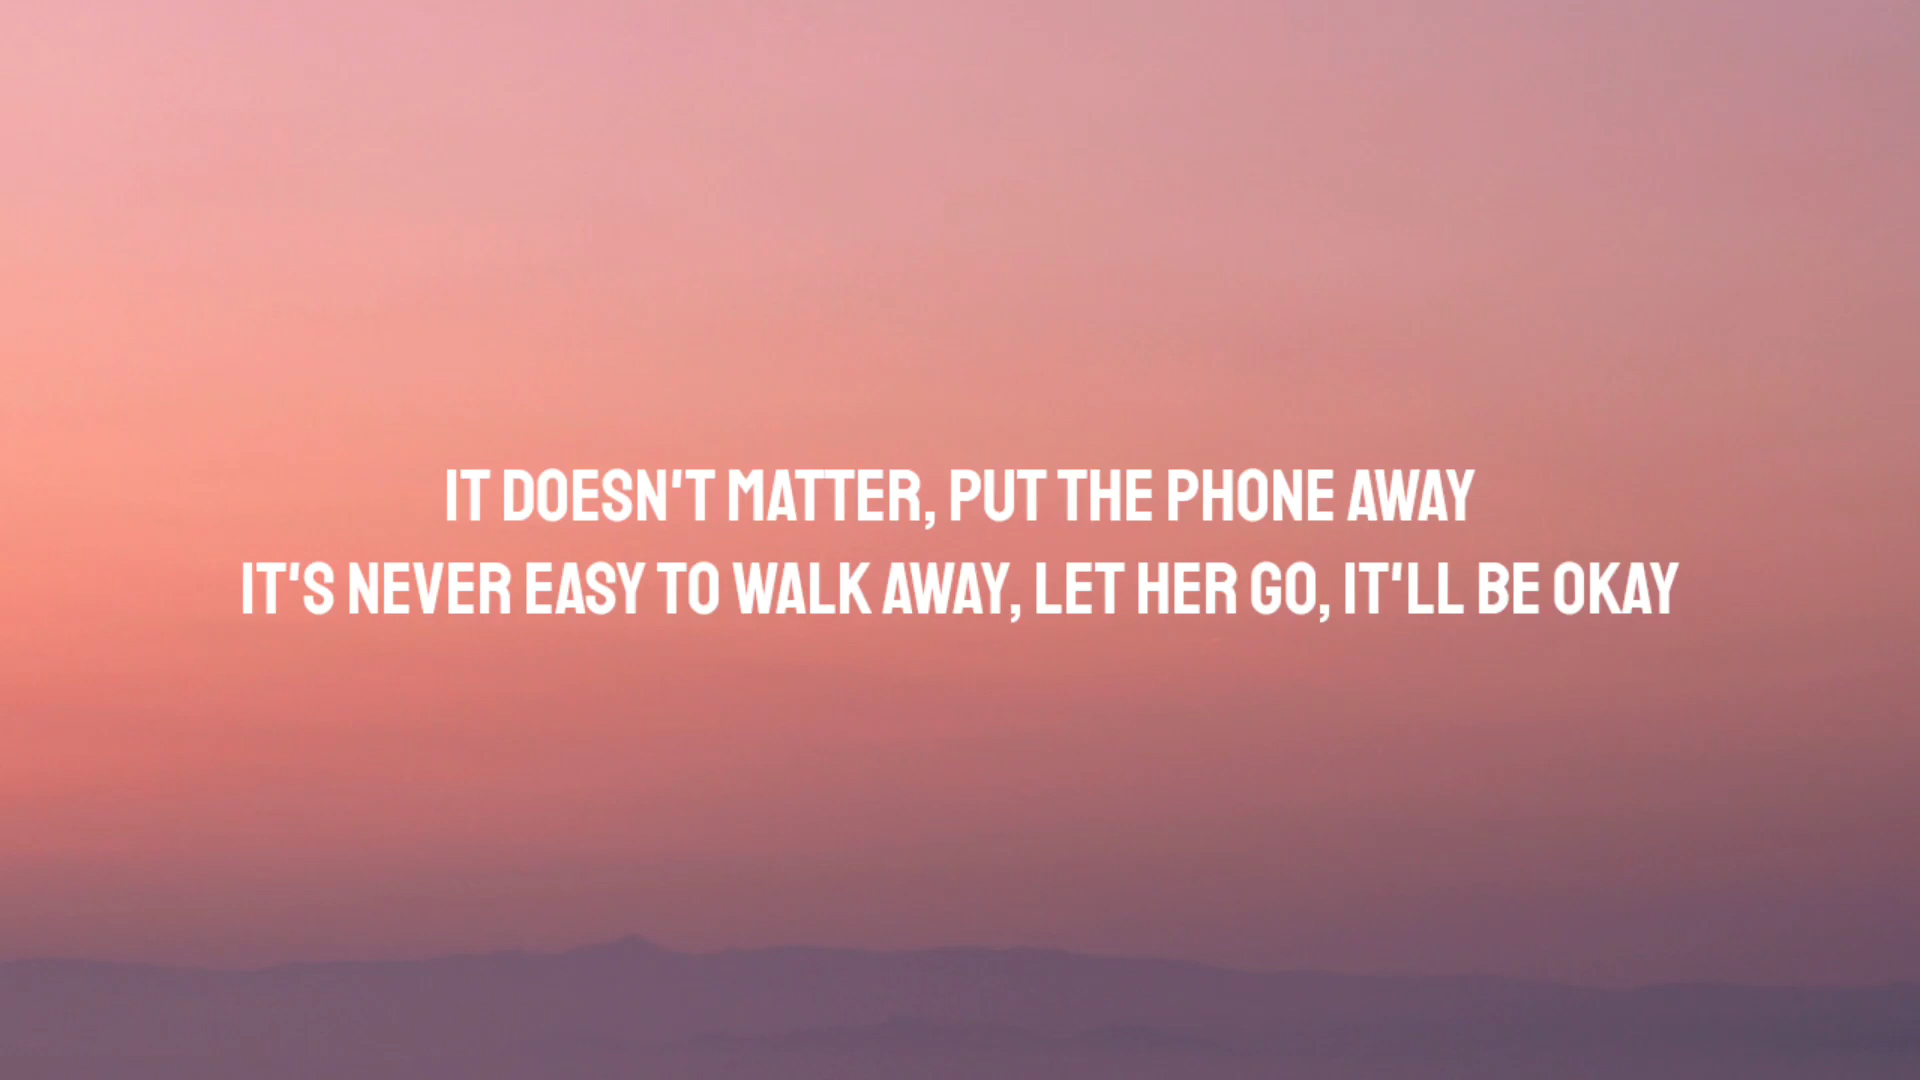 IT DOESN'T MATTER, PUT THE PHONE AWAY
IT'S NEVER EASY TO WALK AWAY, LET HER GO, IT'LL BE OKAY